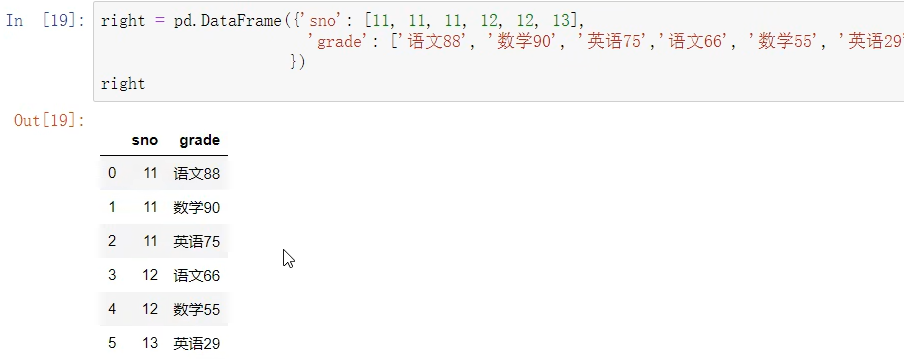 In [19]: right = pd.DataFrame({'sno': [11, 11, 11, 12, 12, 13],
'grade': ['语文88', '数学90', '英语75','语文66', '数学55', '英语29'
})
right
Out[19]:
sno grade
0 11 语文88
1 11 数学90
2 11 英语75
3 12 语文66
4 12 数学55
5 13 英语29